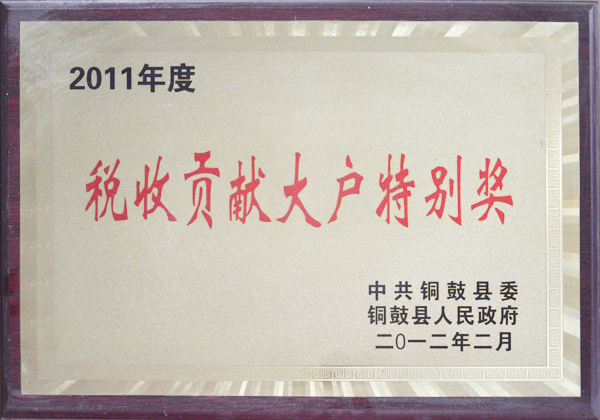 2011年度
税收贡献大户特别奖
中共铜鼓县委
铜鼓县人民政府
二0一二年二月